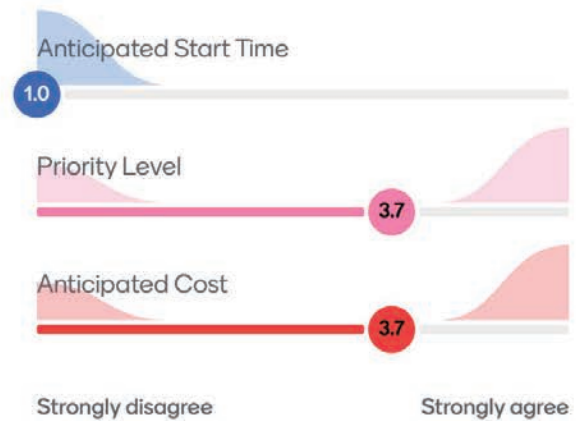 Anticipated Start Time
1.0
Priority Level
3.7
Anticipated Cost
3.7
Strongly disagree Strongly agree